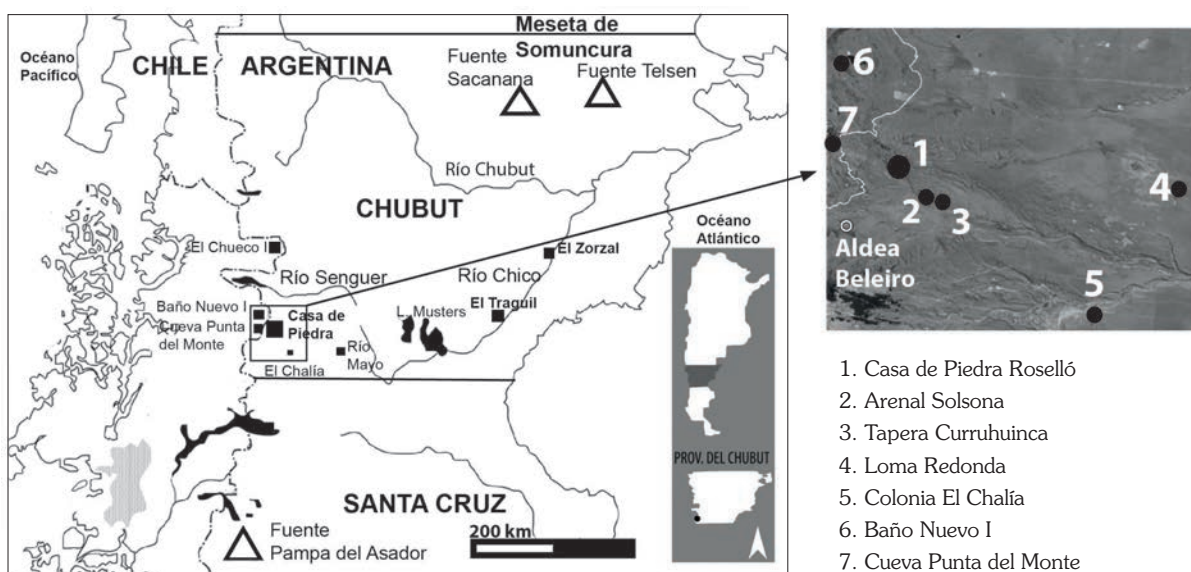 Océano
Pacífico
CHILE
ARGENTINA
Meseta de
Somuncura
Fuente
Sacanana
Fuente Telsen
Río Chubut
CHUBUT
El Chueco I
Río Senguer
Río Chico
El Zorzal
Baño Nuevo I
Cueva Punta
del Monte
Casa de
Piedra
L. Musters
El Traguil
Río
Mayo
El Chalía
SANTA CRUZ
Fuente
Pampa del Asador
200 km
Océano
Atlántico
PROV. DEL CHUBUT
6
7
1
2
3
4
5
Aldea
Beleiro
1. Casa de Piedra Roselló
2. Arenal Solsona
3. Tapera Curruhuinca
4. Loma Redonda
5. Colonia El Chalía
6. Baño Nuevo I
7. Cueva Punta del Monte